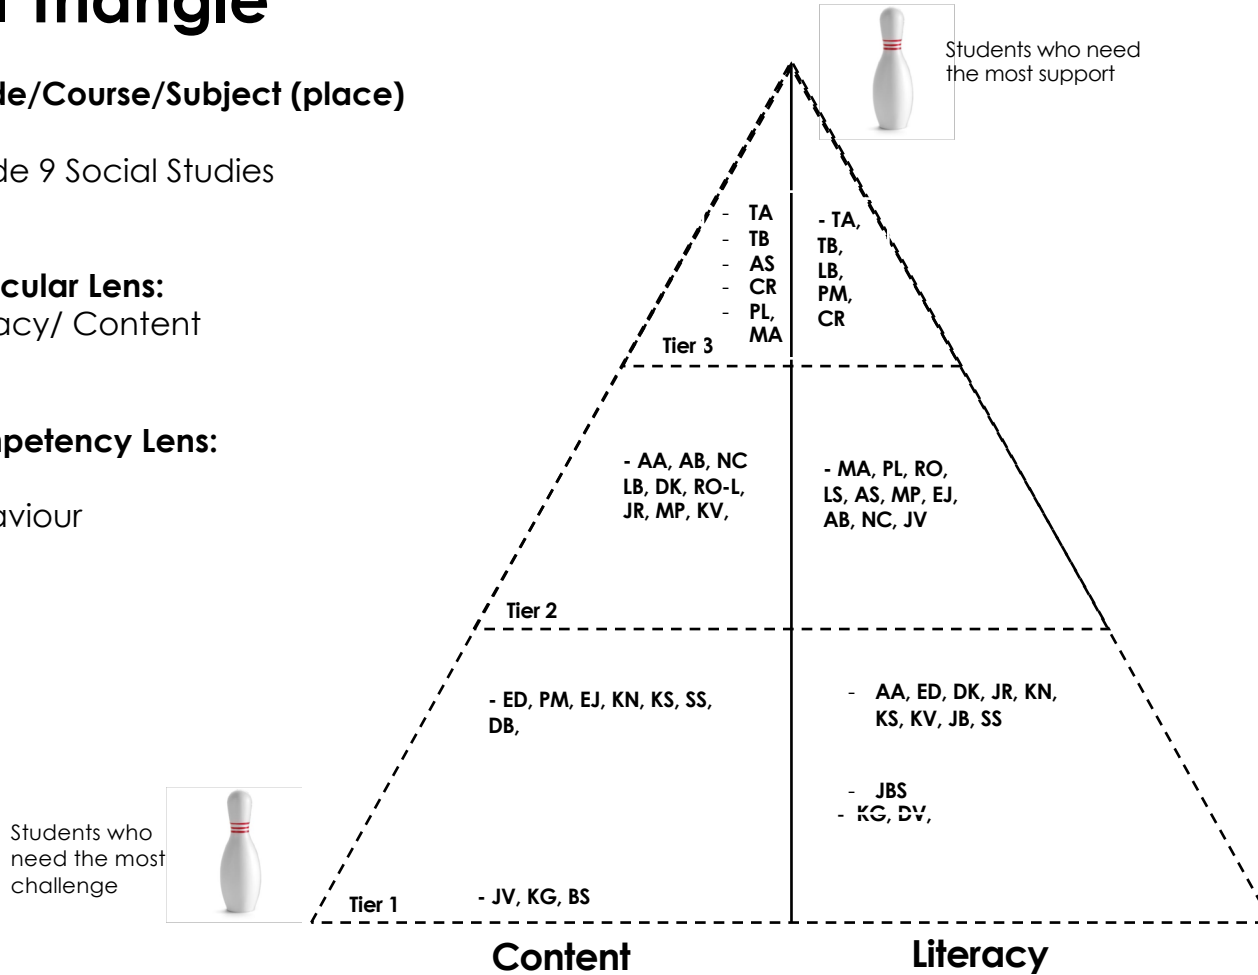 Triangle
de/Course/Subject (place)
de 9 Social Studies
cular Lens:
acy/ Content
npetency Lens:
aviour
Students who need
the most support
- TA
- TB
- AS
- CR
- PL,
MA
- TA,
TB,
LB,
PM,
CR
Tier 3
- AA, AB, NC
LB, DK, RO-L,
JR, MP, KV,
- MA, PL, RO,
LS, AS, MP, EJ,
AB, NC, JV
Tier 2
- ED, PM, EJ, KN, KS, SS,
DB,
- AA, ED, DK, JR, KN,
KS, KV, JB, SS
- JBS
- KG, DV,
Students who
need the most
challenge
Tier 1
- JV, KG, BS
Content
Literacy